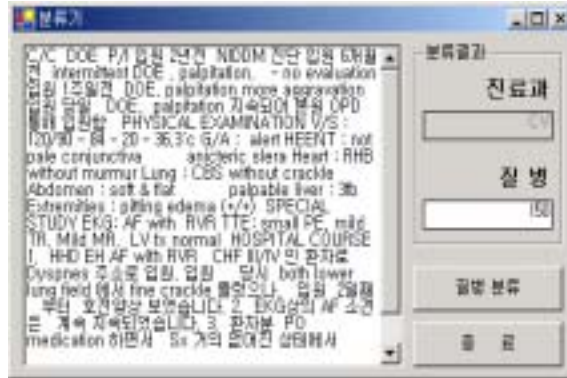 분류기
C/C DOE P/I 입원 2년전 NIDDM 진단 입원 6개월
전 intermittent DOE , palpitation, - no evaluation
입원 1주일전 DOE, palpitation more aggravation
입원 당일 DOE, palpitation 지속되어 본원 OPD
통해 입원함 PHYSICAL EXAMINATION V/S :
120/90 - 84 - 20 - 36.3'c G/A : alert HEENT : not
pale conjunctiva anicteric slera Heart : RHB
without murmur Lung : CBS without crackle
Abdomen : soft & flat palpable liver : 3fb
Extremities : pitting edema (+/+) SPECIAL
STUDY EKG: AF with RVR TTE: small PE, mild
TR, Mild MR, LV fx normal HOSPITAL COURSE
1, HHD EH AF with RVR CHF III/IV 인 환자로
Dyspnea 주소로 입원, 입원 당시 both lower
lung field 에서 fine crackle 들렸으나 입원 2일째
부터 호전양상 보였습니다. 2, EKG상의 AF 소견
은 계속 지속되었습니다. 3, 환자분 PO
medication 하면서 Sx 거의 없어진 상태에서
분류결과
진료과
CV
질 병
I50
질병 분류
종 료